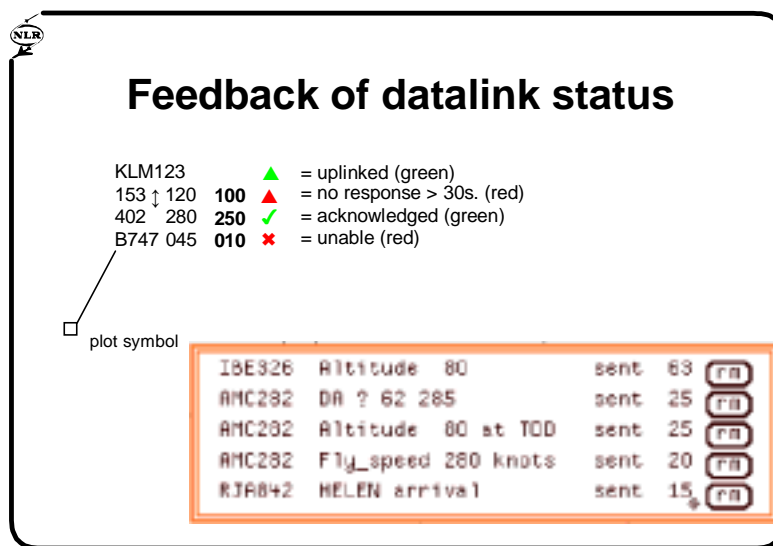 NLR
Feedback of datalink status
KLM123 ▲ = uplinked (green)
153 ↕ 120 100 ▲ = no response > 30s. (red)
402 280 250 ✓ = acknowledged (green)
B747 045 010 ✖ = unable (red)
plot symbol
IBE326 Altitude 80 sent 63 rm
AMC282 DA ? 62 285 sent 25 rm
AMC282 Altitude 80 at TOD sent 25 rm
AMC282 Fly_speed 280 knots sent 20 rm
RJA842 HELEN arrival sent 15 rm